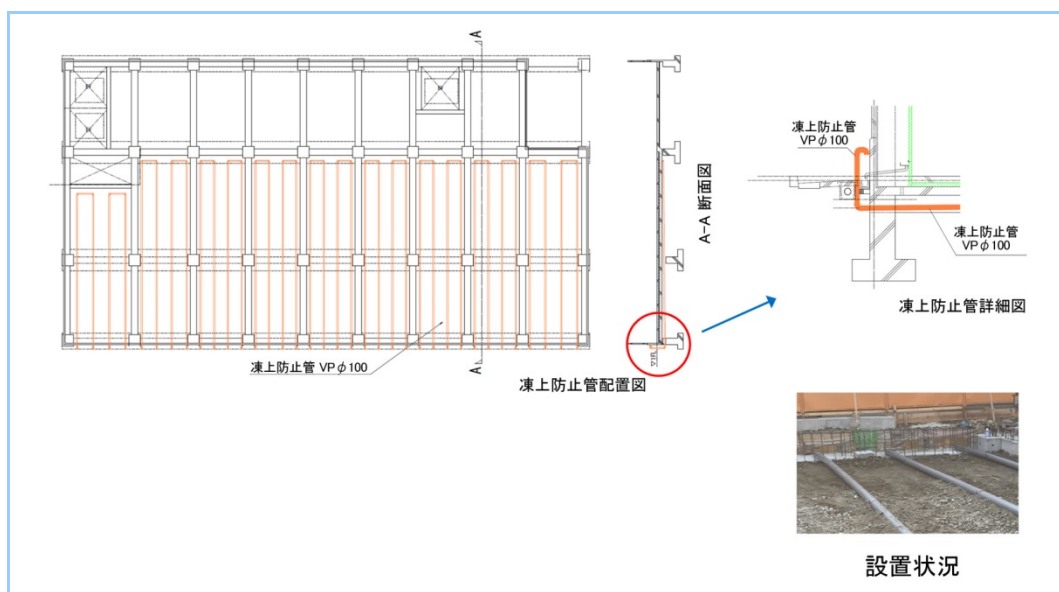 A
凍上防止管 VPφ100
A
凍上防止管配置図
A-A 断面図
▽1FL
凍上防止管
VPφ100
凍上防止管
VPφ100
凍上防止管詳細図
設置状況